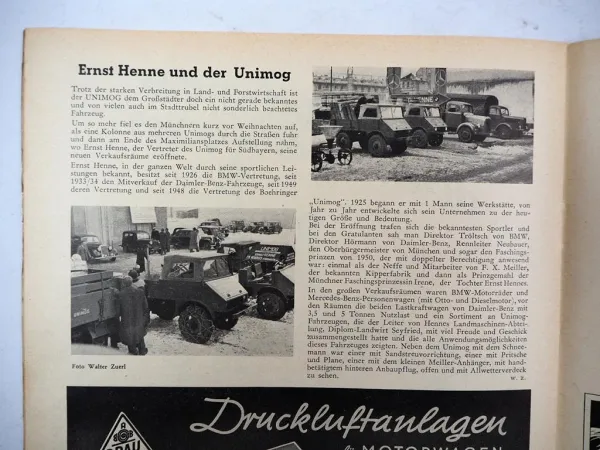 Ernst Henne und der Unimog
Trotz der starken Verbreitung in Land- und Forstwirtschaft ist
der UNIMOG dem Großstädter doch ein nicht gerade bekanntes
und von vielen auch im Stadttrubel nicht sonderlich beachtetes
Fahrzeug.
Um so mehr fiel es den Münchnern kurz vor Weihnachten auf,
als eine Kolonne aus mehreren Unimogs durch die Straßen fuhr
und dann am Ende des Maximiliansplatzes Aufstellung nahm,
wo Ernst Henne, der Vertreter des Unimog für Südbayern, seine
neuen Verkaufsräume eröffnete.
Ernst Henne, in der ganzen Welt durch seine sportlichen Lei-
stungen bekannt, besitzt seit 1926 die BMW-Vertretung, seit
1933/34 den Mitverkauf der Daimler-Benz-Fahrzeuge, seit 1949
deren Vertretung und seit 1948 die Vertretung des Boehringer
Foto Walter Zuerl
„Unimog“. 1925 begann er mit 1 Mann seine Werkstätte, von
Jahr zu Jahr entwickelte sich sein Unternehmen zu der heu-
tigen Größe und Bedeutung.
Bei der Eröffnung trafen sich die bekanntesten Sportler und
bei den Gratulanten sah man Direktor Tröltsch von BMW,
Direktor Hörmann von Daimler-Benz, Rennleiter Neubauer,
den Oberbürgermeister von München und sogar den Faschings-
prinzen von 1950, der mit doppelter Berechtigung anwesend
war: einmal als der Neffe und Mitarbeiter von F. X. Meiller,
der bekannten Kipperfabrik und dann als Prinzgemahl der
Münchner Faschingsprinzessin Irene, der Tochter Ernst Hennes.
In den großen Verkaufsräumen waren BMW-Motorräder und
Mercedes-Benz-Personenwagen (mit Otto- und Dieselmotor), vor
den Räumen die beiden Lastkraftwagen von Daimler-Benz mit
3,5 und 5 Tonnen Nutzlast und ein Sortiment an Unimog-
Fahrzeugen, die der Leiter von Hennes Landmaschinen-Abtei-
lung, Diplom-Landwirt Seyfried, mit viel Freude und Geschick
zusammengestellt hatte und die alle Anwendungsmöglichkeiten
dieses Fahrzeuges zeigten. Neben dem Unimog mit dem Schnee-
mann war einer mit Sandstreuvorrichtung, einer mit Pritsche
und Plane, einer mit dem kleinen Meiller-Anhänger, mit hand-
betätigtem hinteren Anbaupflug, offen und mit Allwetterverdeck
zu sehen.
W. Z.
Druckluftanlagen
für MOTORWAGEN